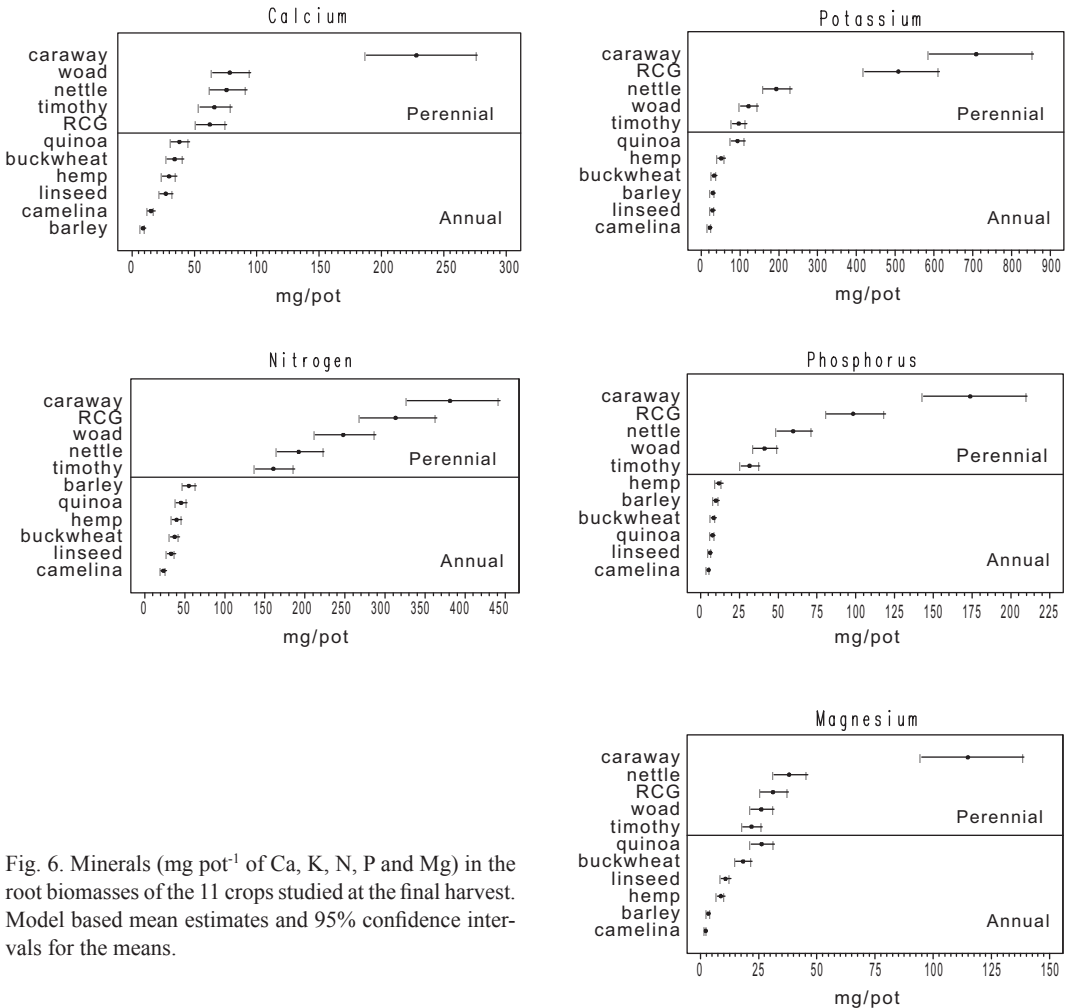 Calcium
caraway
woad
nettle
timothy
RCG
Perennial
quinoa
buckwheat
hemp
linseed
camelina
barley
Annual
0 50 100 150 200 250 300
mg/pot
Potassium
caraway
RCG
nettle
woad
timothy
Perennial
quinoa
hemp
buckwheat
barley
linseed
camelina
Annual
0 100 200 300 400 500 600 700 800 900
mg/pot
Nitrogen
caraway
RCG
woad
nettle
timothy
Perennial
barley
quinoa
hemp
buckwheat
linseed
camelina
Annual
0 50 100 150 200 250 300 350 400 450
mg/pot
Phosphorus
caraway
RCG
nettle
woad
timothy
Perennial
hemp
barley
buckwheat
quinoa
linseed
camelina
Annual
0 25 50 75 100 125 150 175 200 225
mg/pot
Magnesium
caraway
nettle
RCG
woad
timothy
Perennial
quinoa
buckwheat
linseed
hemp
barley
camelina
Annual
0 25 50 75 100 125 150
mg/pot
Fig. 6. Minerals (mg pot⁻¹ of Ca, K, N, P and Mg) in the
root biomasses of the 11 crops studied at the final harvest.
Model based mean estimates and 95% confidence inter-
vals for the means.